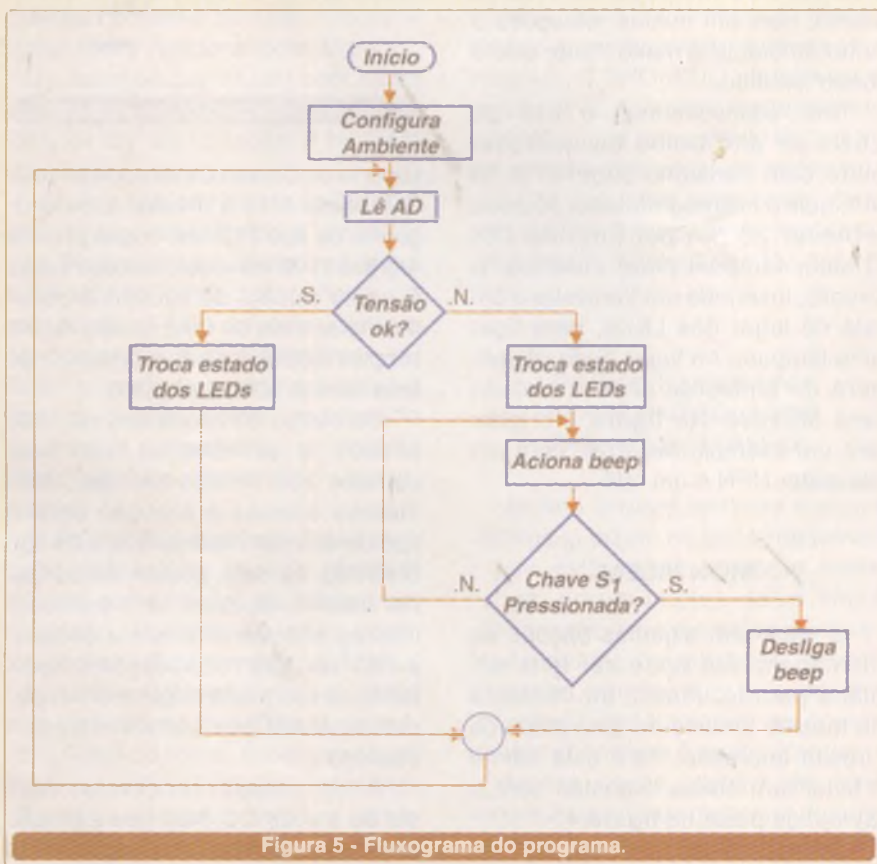 Início
Configura
Ambiente
Lê AD
Tensão
ok?
.S.
.N.
Troca estado
dos LEDs
Troca estado
dos LEDs
Aciona beep
Chave S1
Pressionada?
.N.
.S.
Desliga
beep
Figura 5 - Fluxograma do programa.